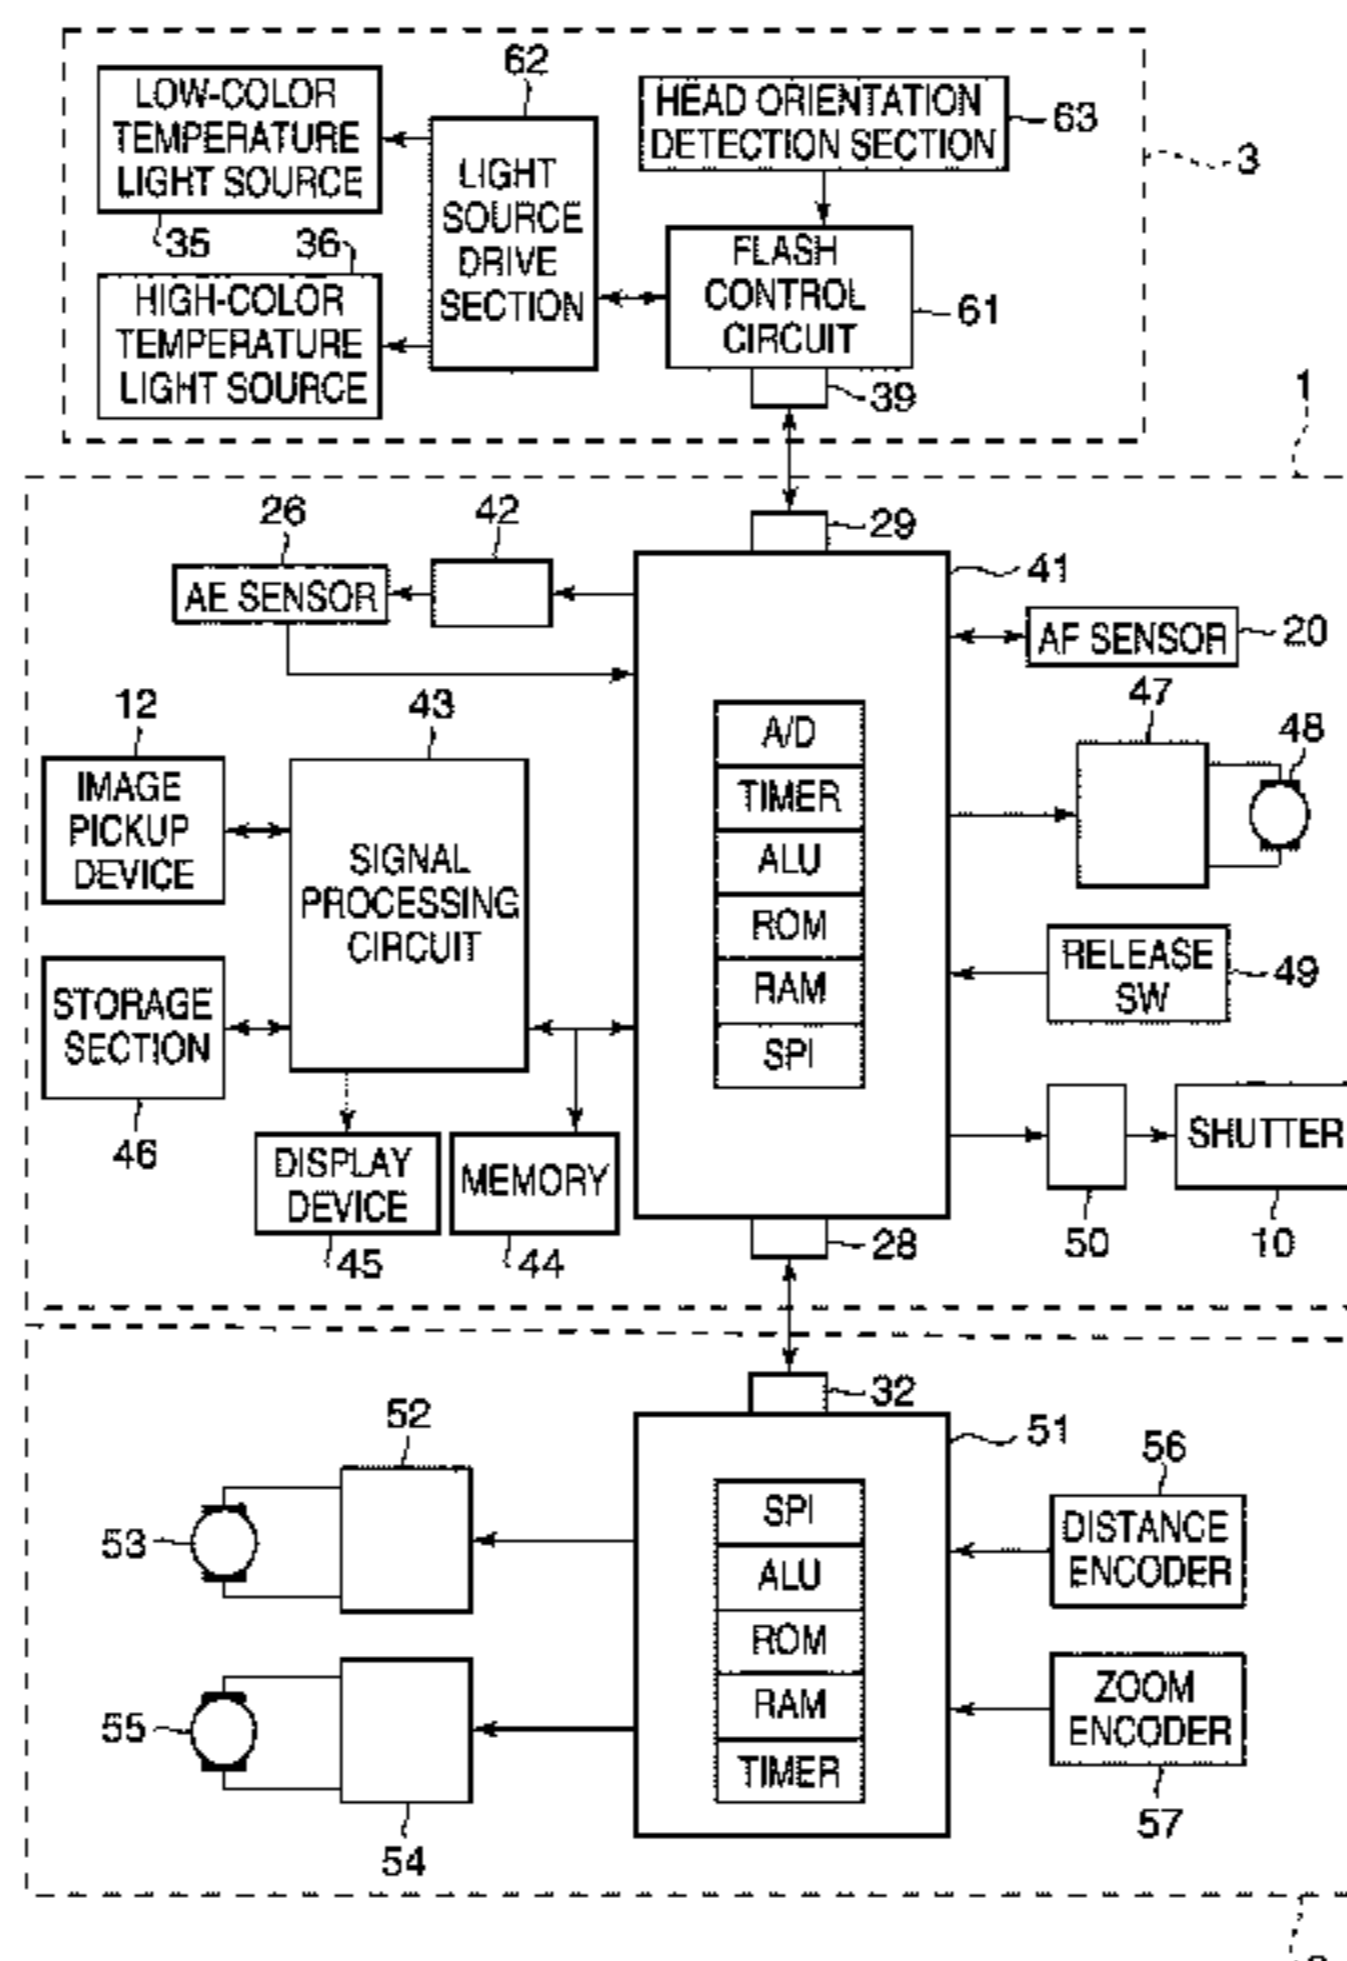 62
LOW-COLOR
TEMPERATURE
LIGHT SOURCE
35
36
HIGH-COLOR
TEMPERATURE
LIGHT SOURCE
LIGHT
SOURCE
DRIVE
SECTION
HEAD ORIENTATION
DETECTION SECTION
63
3
FLASH
CONTROL
CIRCUIT
61
39
1
29
26
42
AE SENSOR
41
AF SENSOR
20
12
43
47
48
IMAGE
PICKUP
DEVICE
SIGNAL
PROCESSING
CIRCUIT
A/D
TIMER
ALU
ROM
RAM
SPI
RELEASE
SW
49
STORAGE
SECTION
46
DISPLAY
DEVICE
45
MEMORY
44
SHUTTER
50
10
28
32
52
51
56
53
SPI
ALU
ROM
RAM
TIMER
DISTANCE
ENCODER
55
54
ZOOM
ENCODER
57